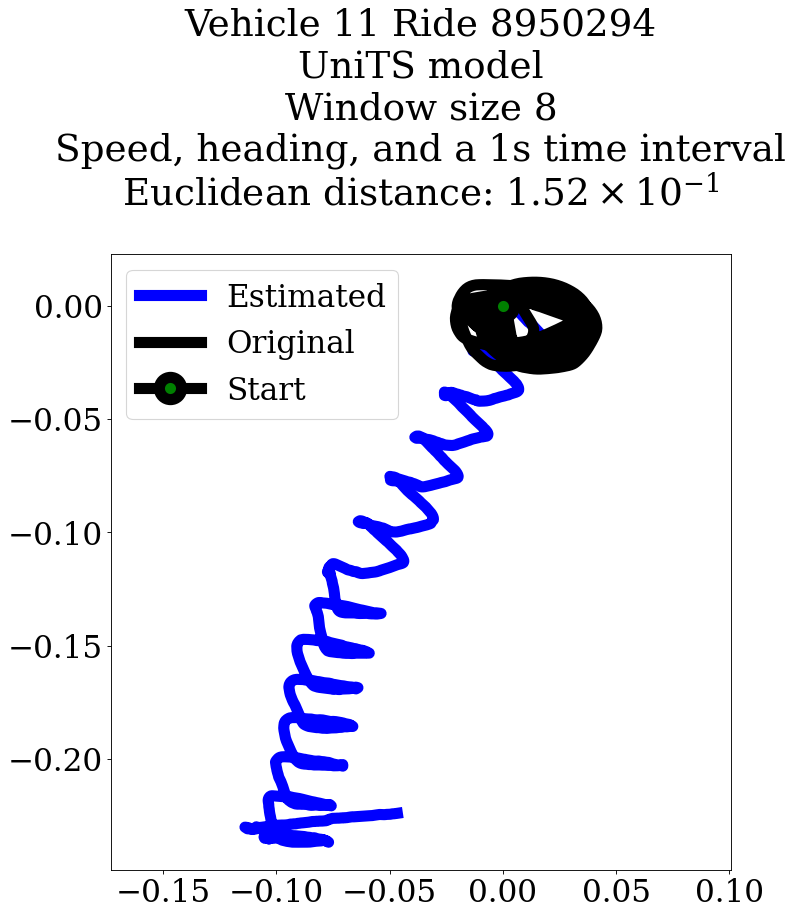 Vehicle 11 Ride 8950294
UniTS model
Window size 8
Speed, heading, and a 1s time interval
Euclidean distance: 1.52 × 10⁻¹
Estimated
Original
Start
0.00
−0.05
−0.10
−0.15
−0.20
−0.15 −0.10 −0.05 0.00 0.05 0.10